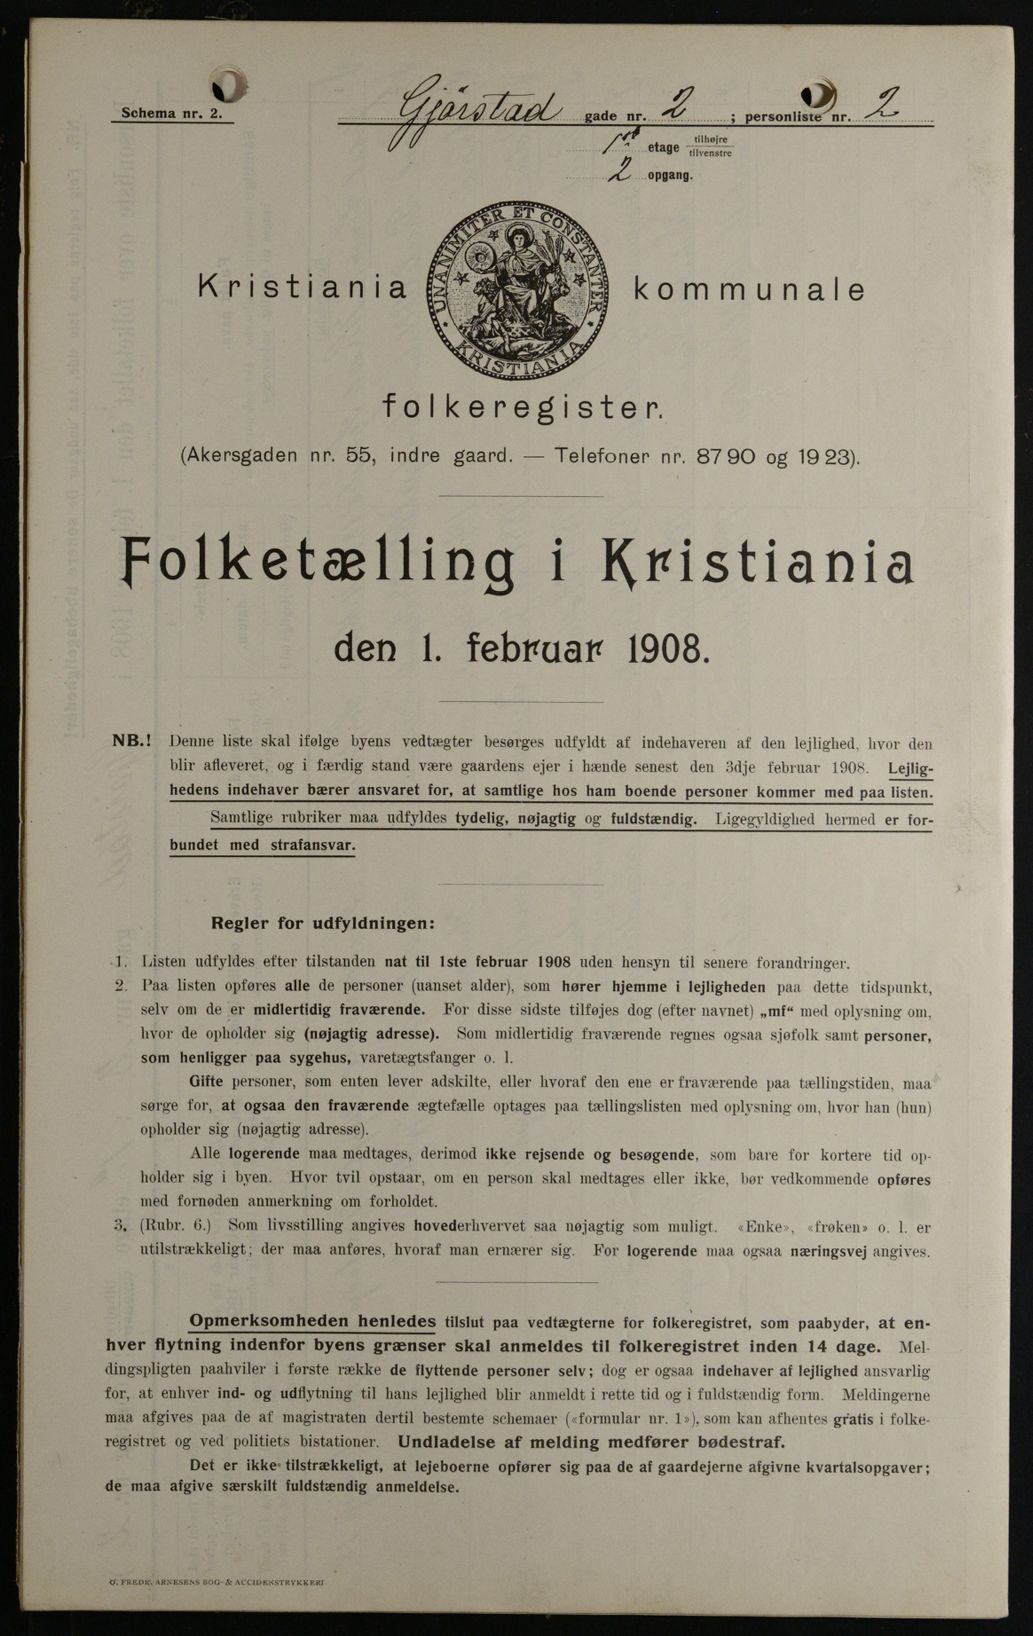 Schema nr. 2.
Gjörstad gade nr. 2 ; personliste nr. 2
1ste etage tilhøjre tilvenstre
2 opgang.
UNANIMITER ET CONSTANTER
KRISTIANIA
Kristiania kommunale
folkeregister.
(Akersgaden nr. 55, indre gaard. — Telefoner nr. 87 90 og 19 23).
Folketælling i Kristiania
den 1. februar 1908.
NB.! Denne liste skal ifølge byens vedtægter besørges udfyldt af indehaveren af den lejlighed, hvor den
blir afleveret, og i færdig stand være gaardens ejer i hænde senest den 3dje februar 1908. Lejlig-
hedens indehaver bærer ansvaret for, at samtlige hos ham boende personer kommer med paa listen.
Samtlige rubriker maa udfyldes tydelig, nøjagtig og fuldstændig. Ligegyldighed hermed er for-
bundet med strafansvar.
Regler for udfyldningen:
1. Listen udfyldes efter tilstanden nat til 1ste februar 1908 uden hensyn til senere forandringer.
2. Paa listen opføres alle de personer (uanset alder), som hører hjemme i lejligheden paa dette tidspunkt,
selv om de er midlertidig fraværende. For disse sidste tilføjes dog (efter navnet) „mf“ med oplysning om,
hvor de opholder sig (nøjagtig adresse). Som midlertidig fraværende regnes ogsaa sjøfolk samt personer,
som henligger paa sygehus, varetægtsfanger o. l.
Gifte personer, som enten lever adskilte, eller hvoraf den ene er fraværende paa tællingstiden, maa
sørge for, at ogsaa den fraværende ægtefælle optages paa tællingslisten med oplysning om, hvor han (hun)
opholder sig (nøjagtig adresse).
Alle logerende maa medtages, derimod ikke rejsende og besøgende, som bare for kortere tid op-
holder sig i byen. Hvor tvil opstaar, om en person skal medtages eller ikke, bør vedkommende opføres
med fornøden anmerkning om forholdet.
3. (Rubr. 6.) Som livsstilling angives hovederhvervet saa nøjagtig som muligt. «Enke», «frøken» o. l. er
utilstrækkeligt; der maa anføres, hvoraf man ernærer sig. For logerende maa ogsaa næringsvej angives.
Opmerksomheden henledes tilslut paa vedtægterne for folkeregistret, som paabyder, at en-
hver flytning indenfor byens grænser skal anmeldes til folkeregistret inden 14 dage. Mel-
dingspligten paahviler i første række de flyttende personer selv; dog er ogsaa indehaver af lejlighed ansvarlig
for, at enhver ind- og udflytning til hans lejlighed blir anmeldt i rette tid og i fuldstændig form. Meldingerne
maa afgives paa de af magistraten dertil bestemte schemaer («formular nr. 1»), som kan afhentes gratis i folke-
registret og ved politiets bistationer. Undladelse af melding medfører bødestraf.
Det er ikke tilstrækkeligt, at lejeboerne opfører sig paa de af gaardejerne afgivne kvartalsopgaver;
de maa afgive særskilt fuldstændig anmeldelse.
O. FREDR. ARNESENS BOG- & ACCIDENSTRYKKERI